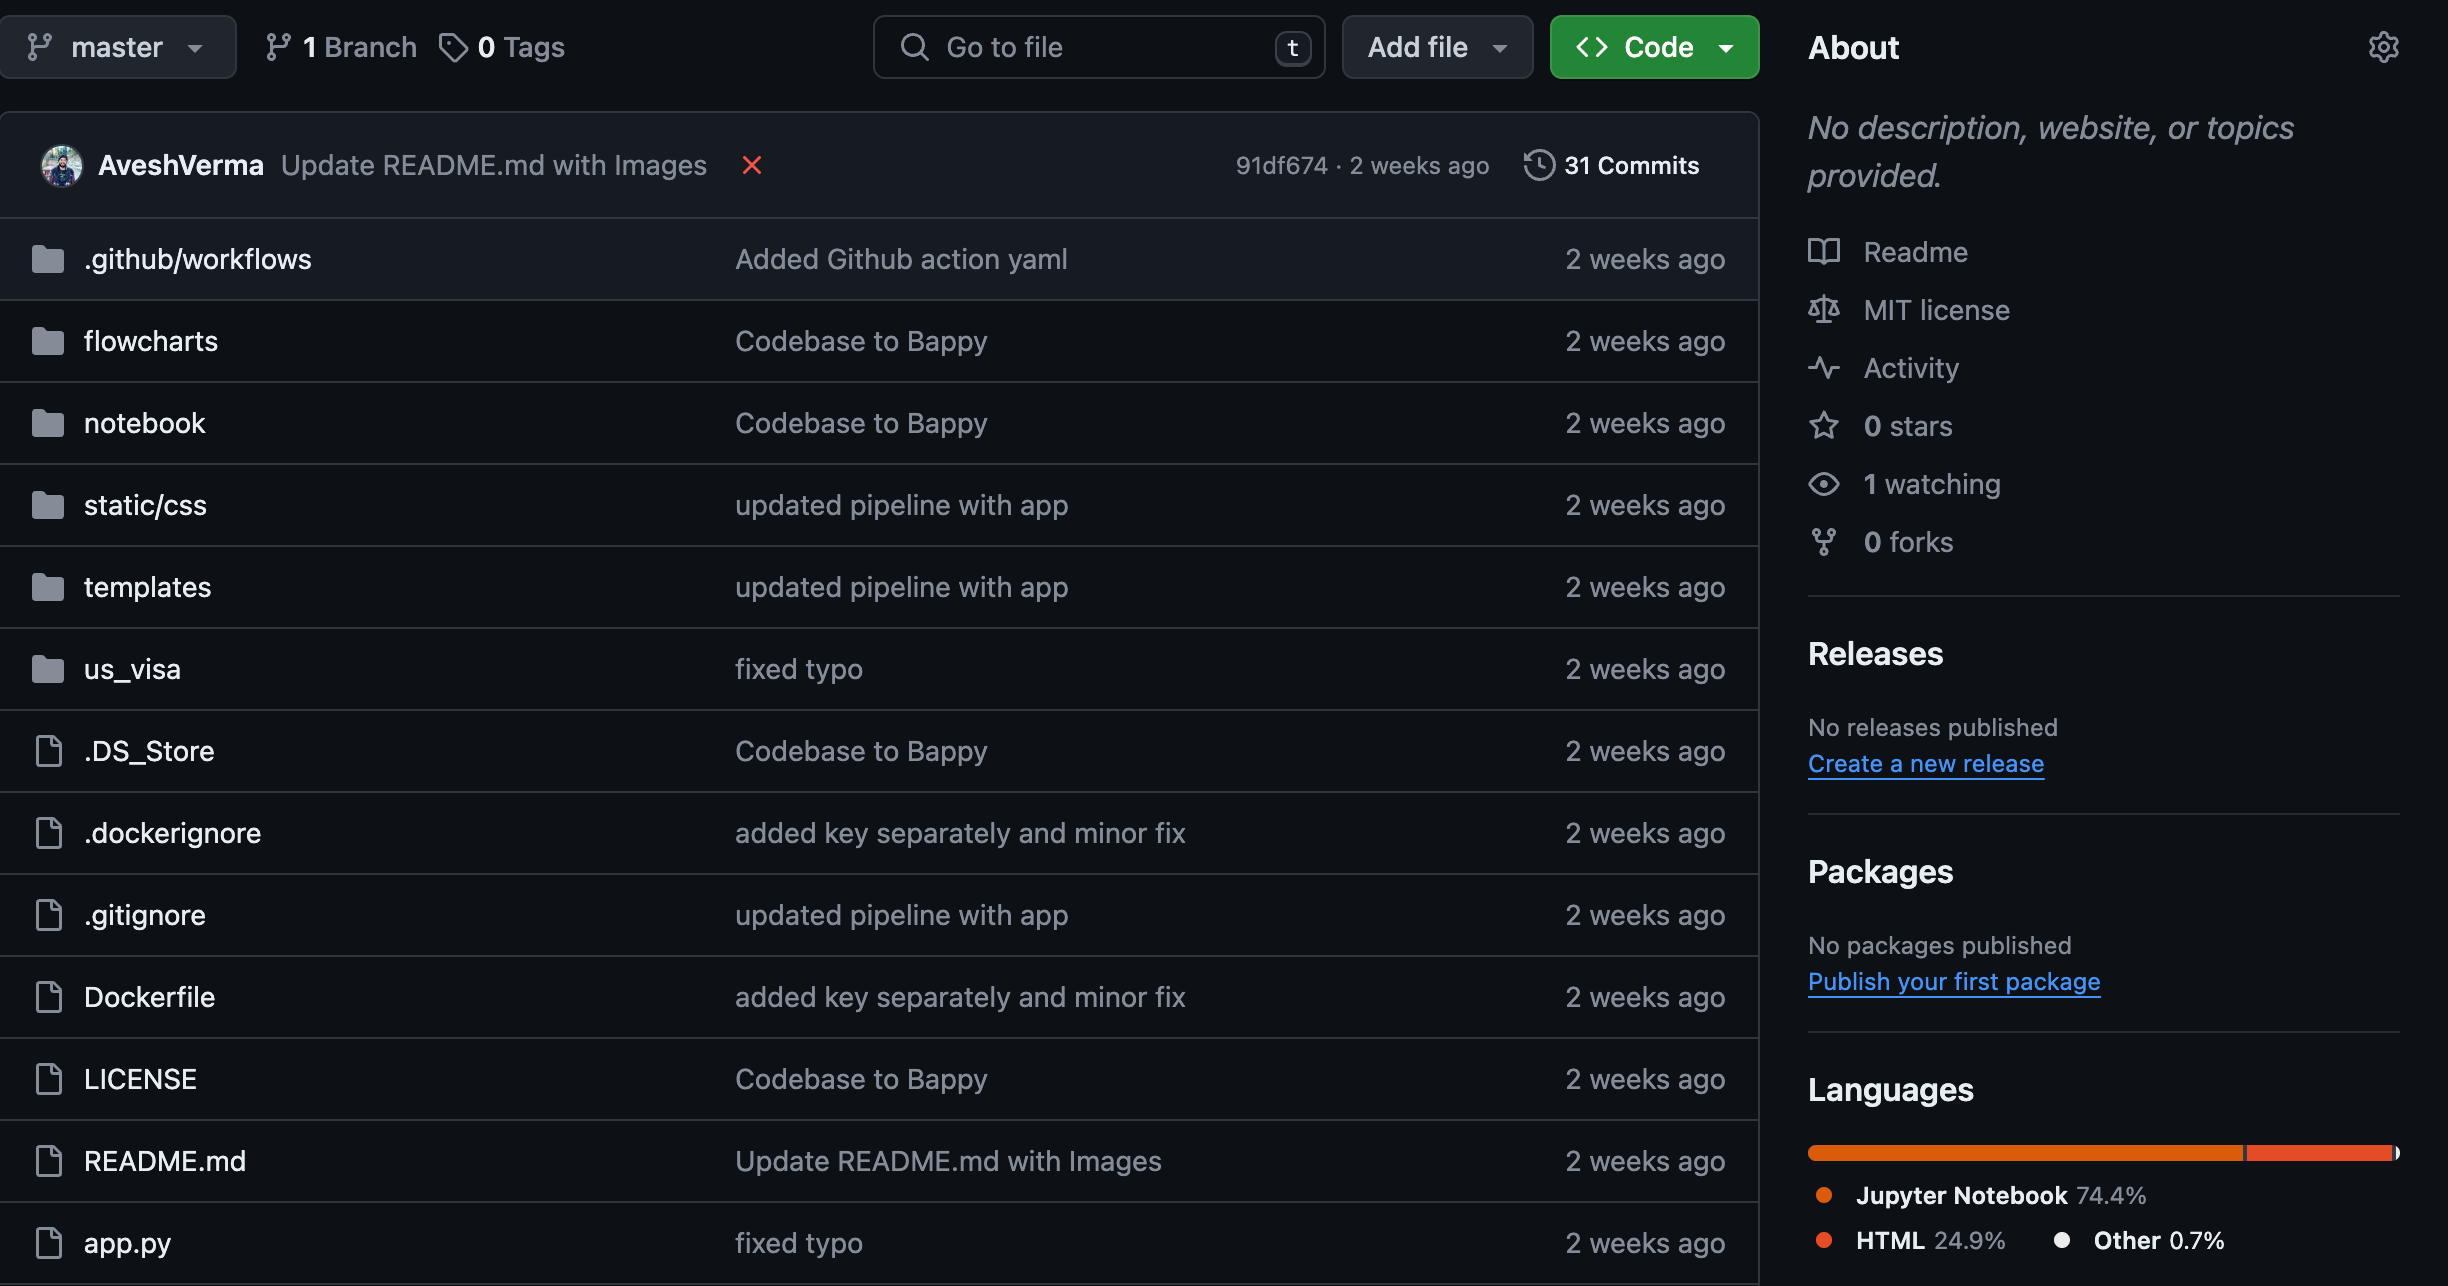 master
1 Branch
0 Tags
Go to file
t
Add file
Code
AveshVerma Update README.md with Images
91df674 · 2 weeks ago
31 Commits
.github/workflows Added Github action yaml 2 weeks ago
flowcharts Codebase to Bappy 2 weeks ago
notebook Codebase to Bappy 2 weeks ago
static/css updated pipeline with app 2 weeks ago
templates updated pipeline with app 2 weeks ago
us_visa fixed typo 2 weeks ago
.DS_Store Codebase to Bappy 2 weeks ago
.dockerignore added key separately and minor fix 2 weeks ago
.gitignore updated pipeline with app 2 weeks ago
Dockerfile added key separately and minor fix 2 weeks ago
LICENSE Codebase to Bappy 2 weeks ago
README.md Update README.md with Images 2 weeks ago
app.py fixed typo 2 weeks ago
About
No description, website, or topics
provided.
Readme
MIT license
Activity
0 stars
1 watching
0 forks
Releases
No releases published
Create a new release
Packages
No packages published
Publish your first package
Languages
Jupyter Notebook 74.4%
HTML 24.9%
Other 0.7%